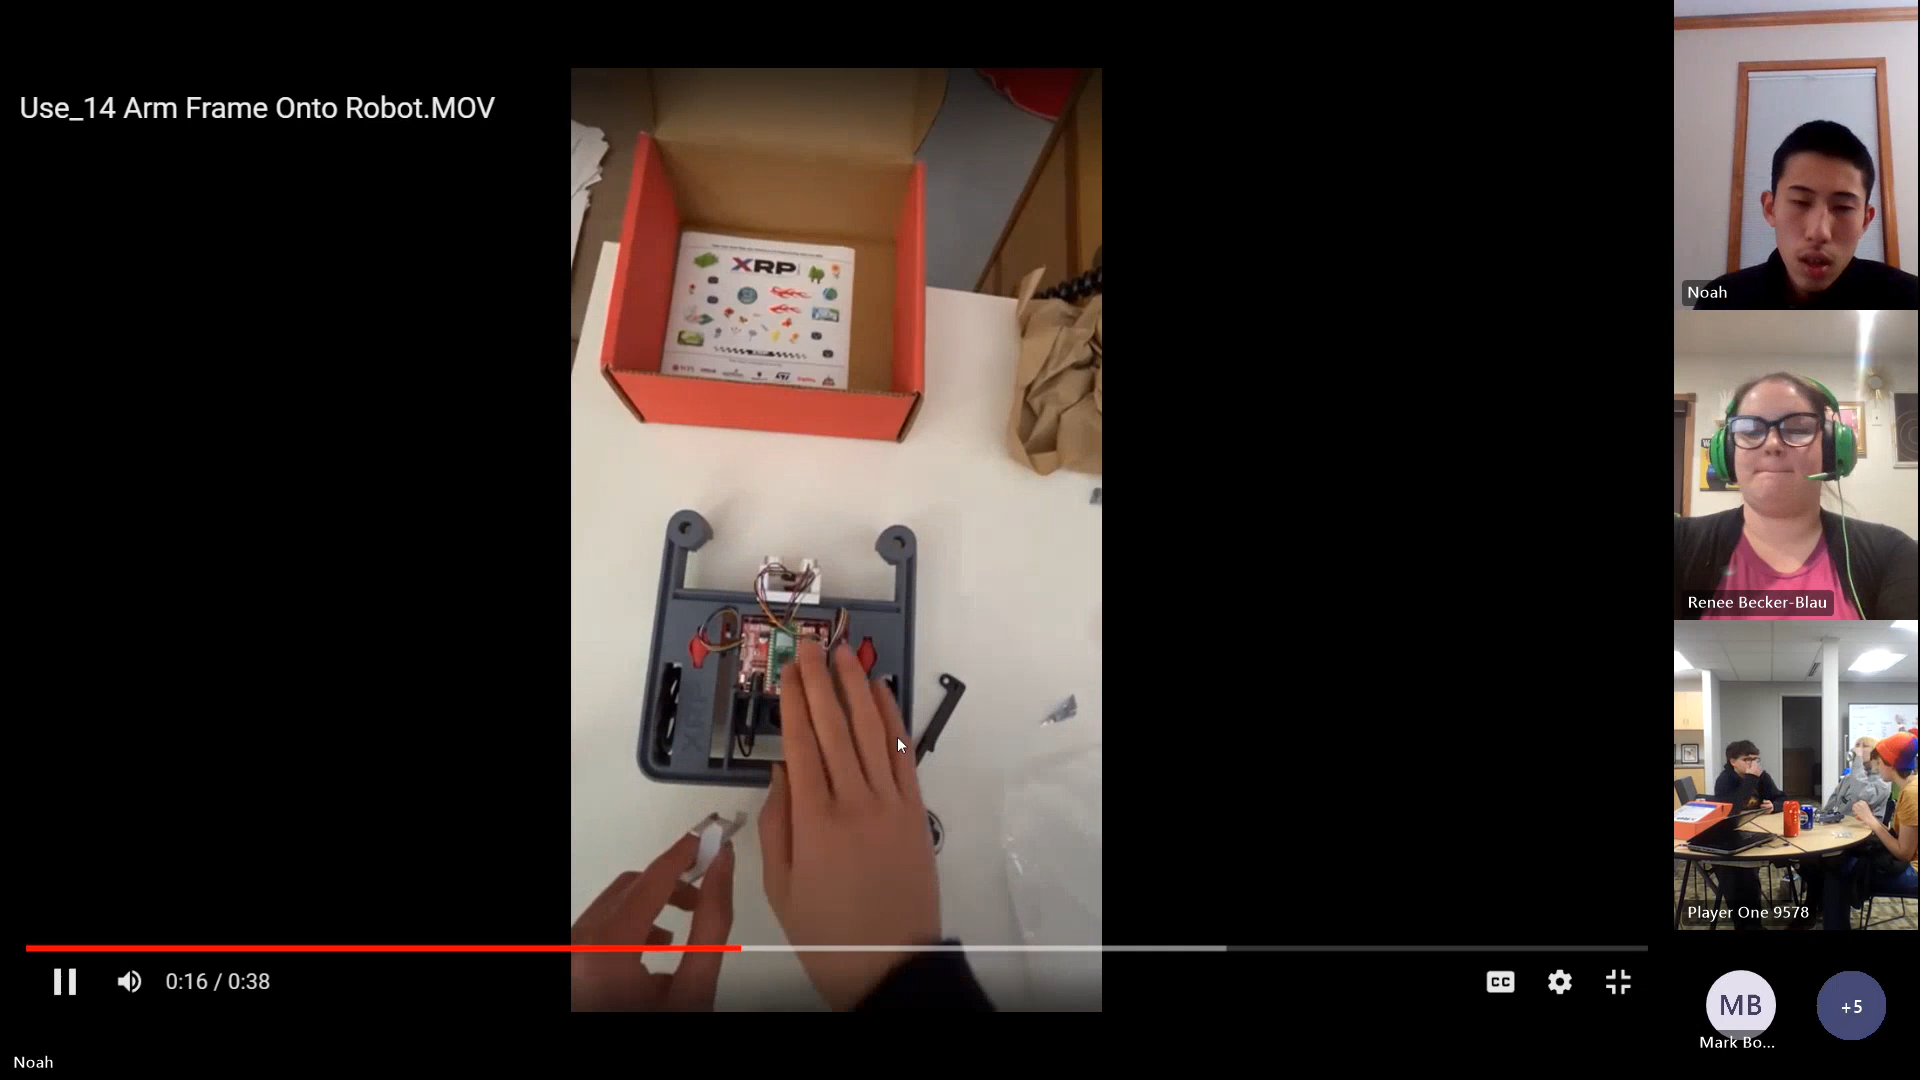 Use_14 Arm Frame Onto Robot.MOV
XRP
Noah
Renee Becker-Blau
Player One 9578
0:16 / 0:38
CC
MB
+5
Mark Bo...
Noah